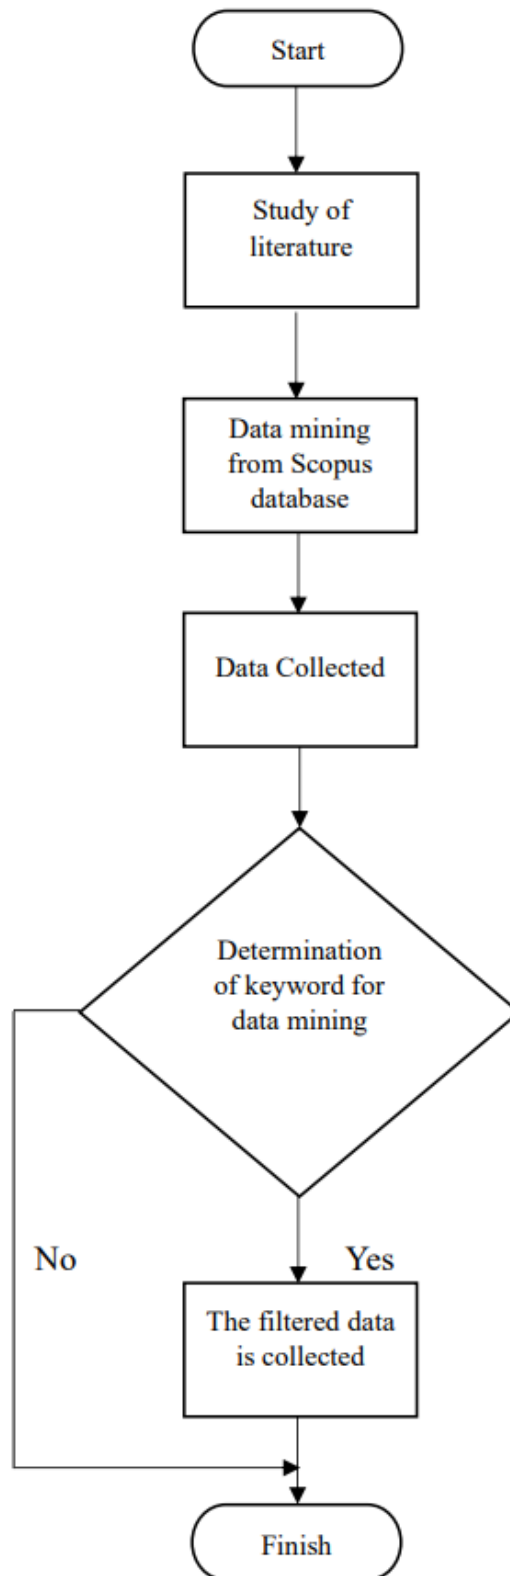 Start
Study of
literature
Data mining
from Scopus
database
Data Collected
Determination
of keyword for
data mining
No
Yes
The filtered data
is collected
Finish